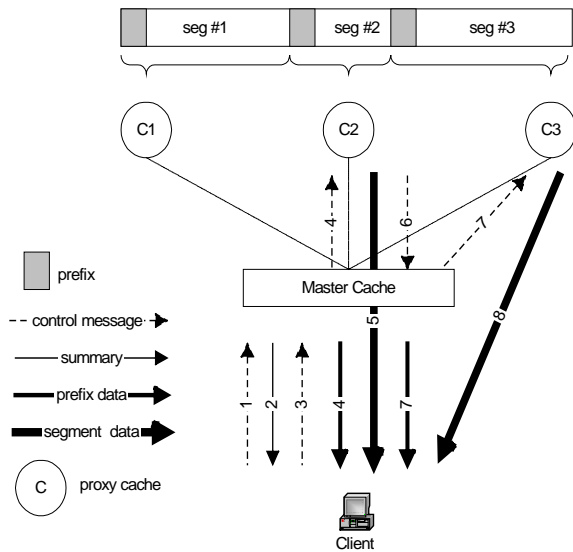 seg #1 seg #2 seg #3
C1 C2 C3
4 6 7
prefix
Master Cache
control message
5 8
summary
prefix data
1 2 3 4 7
segment data
C proxy cache
Client